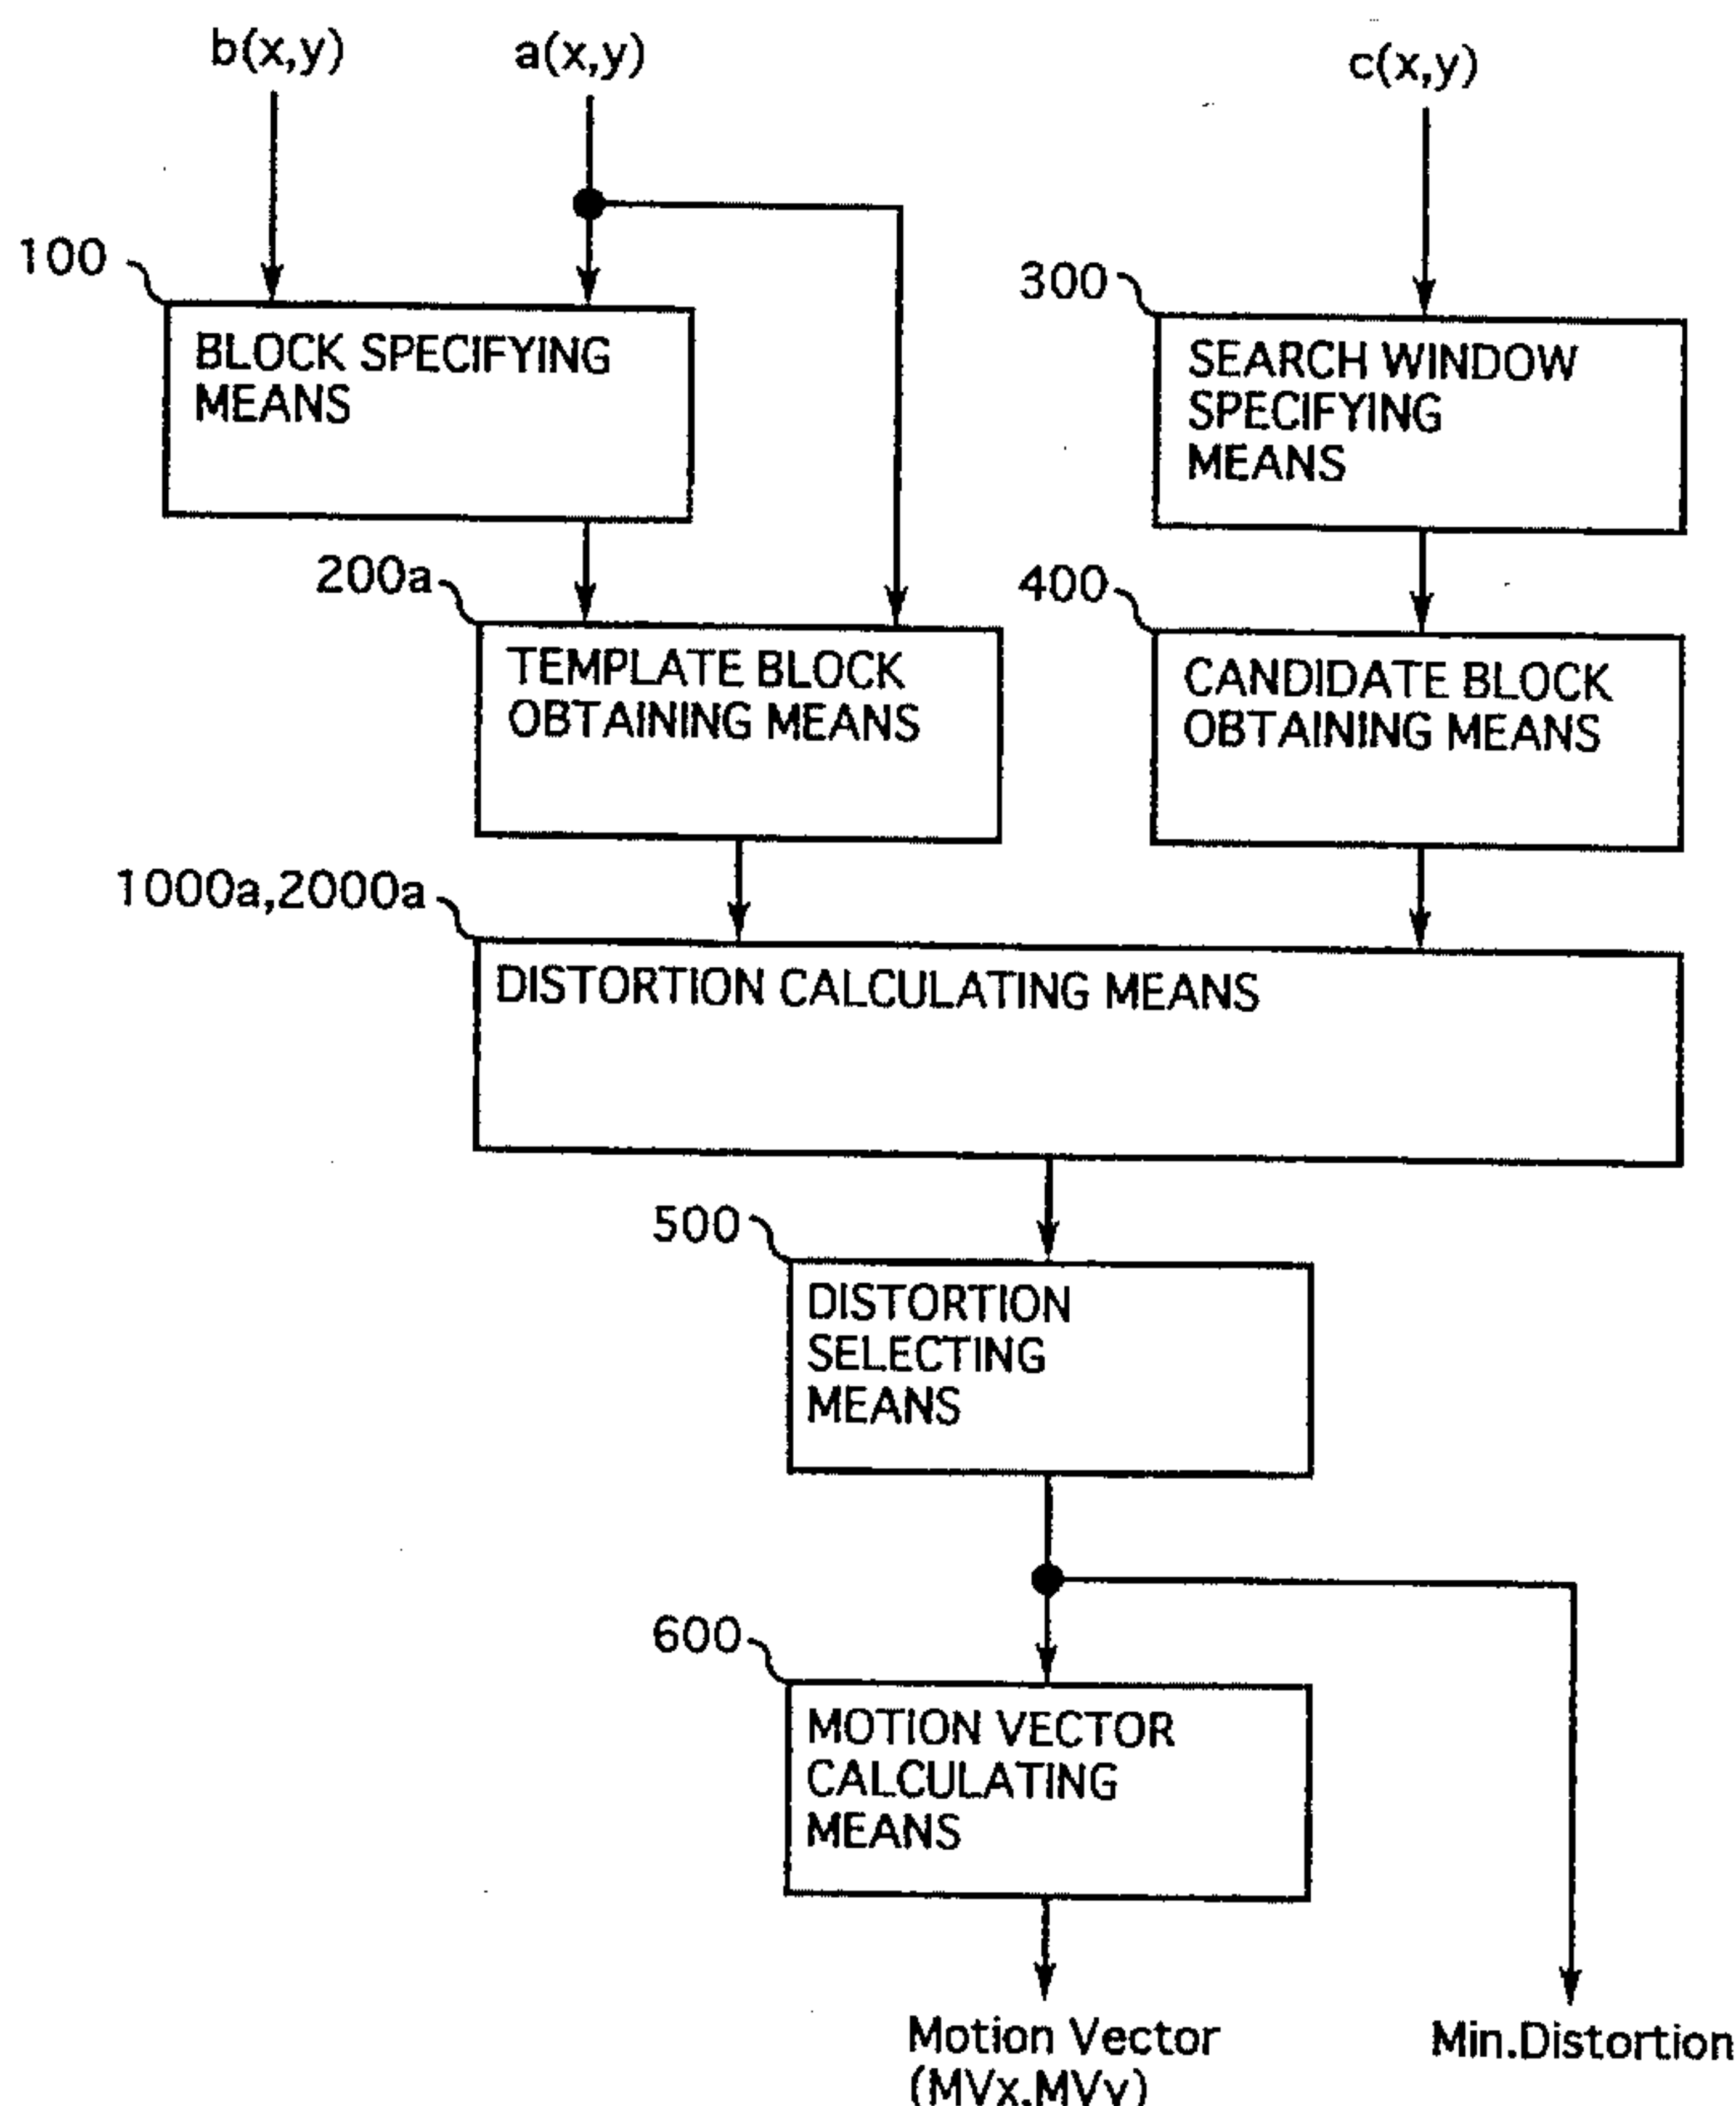 b(x,y)
a(x,y)
c(x,y)
100
BLOCK SPECIFYING
MEANS
300
SEARCH WINDOW
SPECIFYING
MEANS
200a
TEMPLATE BLOCK
OBTAINING MEANS
400
CANDIDATE BLOCK
OBTAINING MEANS
1000a,2000a
DISTORTION CALCULATING MEANS
500
DISTORTION
SELECTING
MEANS
600
MOTION VECTOR
CALCULATING
MEANS
Motion Vector
(MVx,MVy)
Min.Distortion